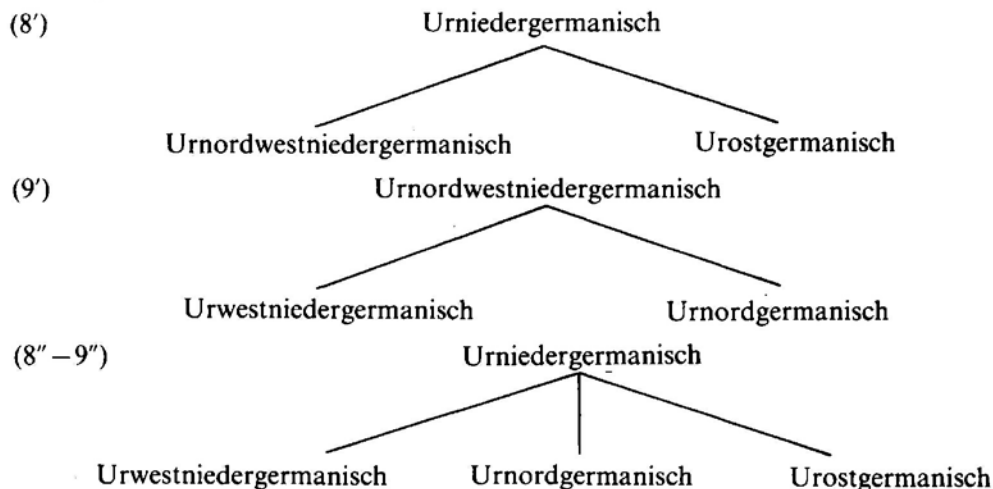 (8′) Urniedergermanisch
Urnordwestniedergermanisch Urostgermanisch
(9′) Urnordwestniedergermanisch
Urwestniedergermanisch Urnordgermanisch
(8″–9″) Urniedergermanisch
Urwestniedergermanisch Urnordgermanisch Urostgermanisch